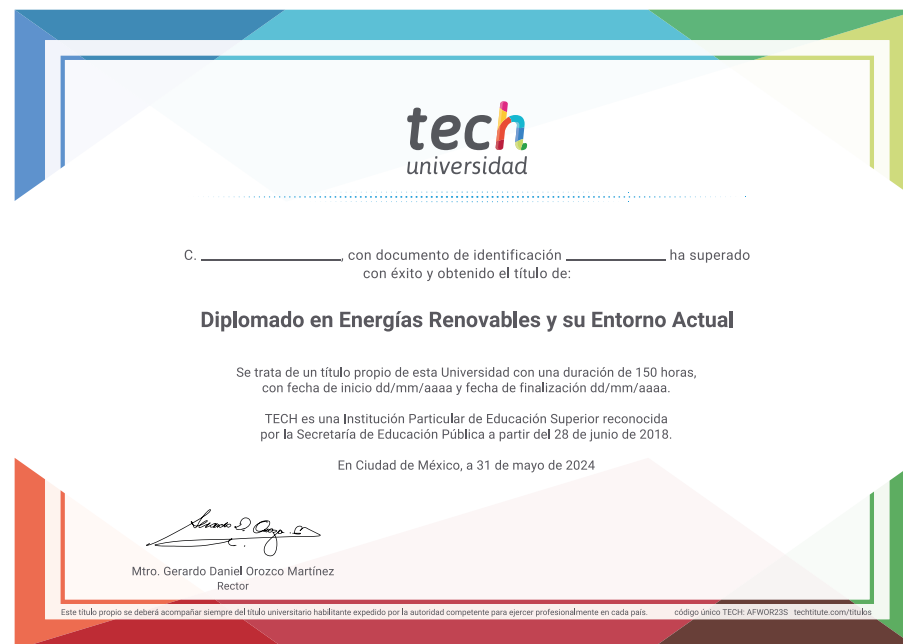 tech
universidad
C. ____________, con documento de identificación ____________ ha superado
con éxito y obtenido el título de:
Diplomado en Energías Renovables y su Entorno Actual
Se trata de un título propio de esta Universidad con una duración de 150 horas,
con fecha de inicio dd/mm/aaaa y fecha de finalización dd/mm/aaaa.
TECH es una Institución Particular de Educación Superior reconocida
por la Secretaría de Educación Pública a partir del 28 de junio de 2018.
En Ciudad de México, a 31 de mayo de 2024
Mtro. Gerardo Daniel Orozco Martínez
Rector
Este título propio se deberá acompañar siempre del título universitario habilitante expedido por la autoridad competente para ejercer profesionalmente en cada país. código único TECH: AFWOR23S techtitute.com/titulos